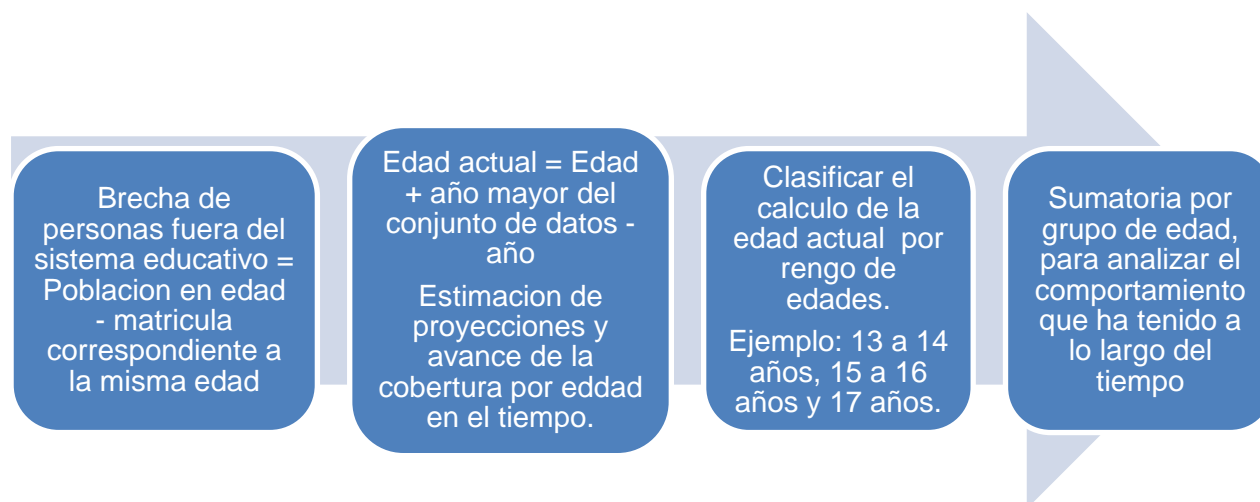 Brecha de
personas fuera del
sistema educativo =
Poblacion en edad
- matricula
correspondiente a
la misma edad
Edad actual = Edad
+ año mayor del
conjunto de datos -
año
Estimacion de
proyecciones y
avance de la
cobertura por eddad
en el tiempo.
Clasificar el
calculo de la
edad actual por
rengo de
edades.
Ejemplo: 13 a 14
años, 15 a 16
años y 17 años.
Sumatoria por
grupo de edad,
para analizar el
comportamiento
que ha tenido a
lo largo del
tiempo